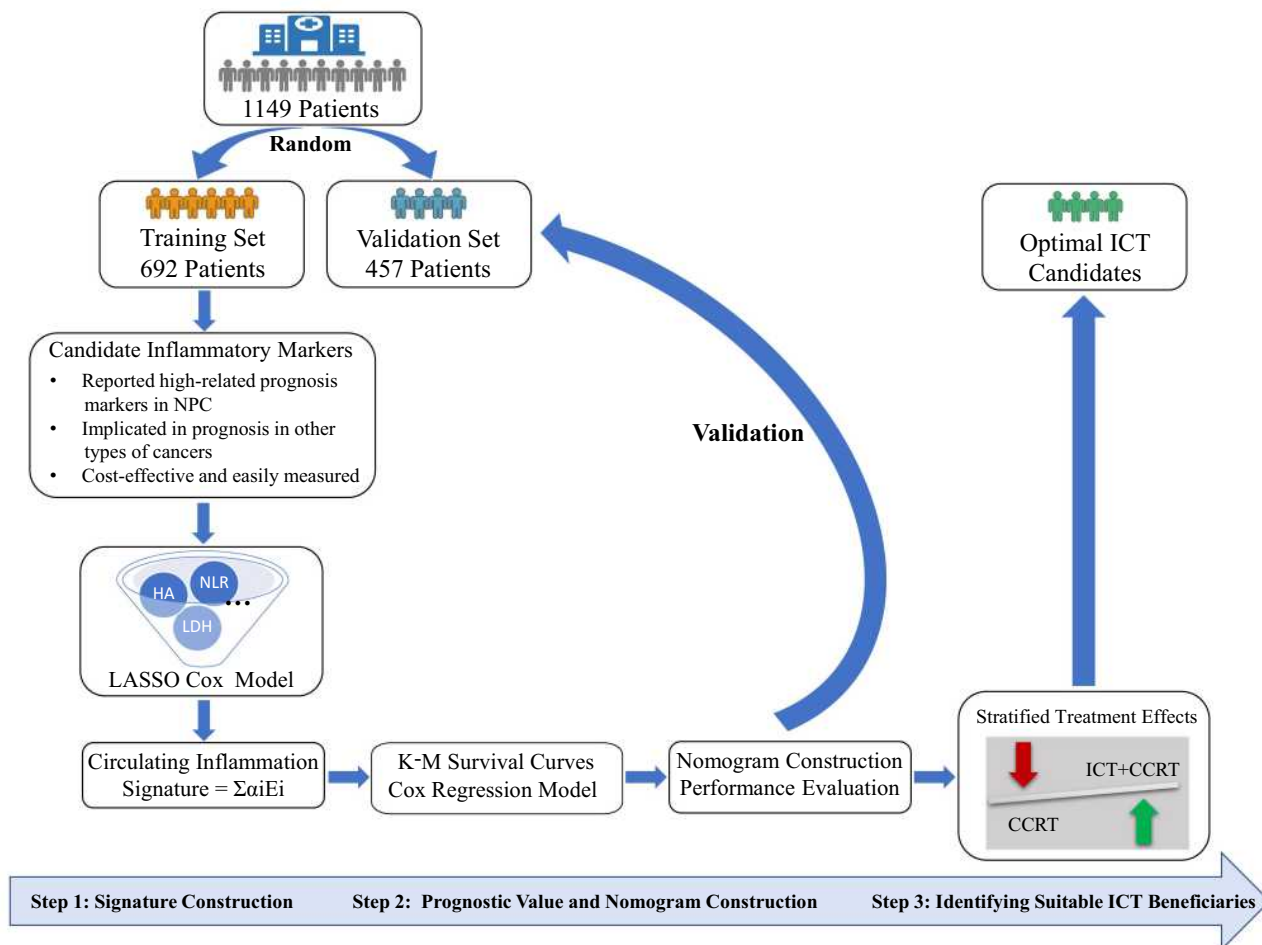 1149 Patients
Random
Training Set
692 Patients
Validation Set
457 Patients
Optimal ICT
Candidates
Candidate Inflammatory Markers
• Reported high-related prognosis
markers in NPC
• Implicated in prognosis in other
types of cancers
• Cost-effective and easily measured
Validation
HA
NLR
...
LDH
LASSO Cox Model
Circulating Inflammation
Signature = ΣαiEi
K-M Survival Curves
Cox Regression Model
Nomogram Construction
Performance Evaluation
Stratified Treatment Effects
ICT+CCRT
CCRT
Step 1: Signature Construction
Step 2: Prognostic Value and Nomogram Construction
Step 3: Identifying Suitable ICT Beneficiaries